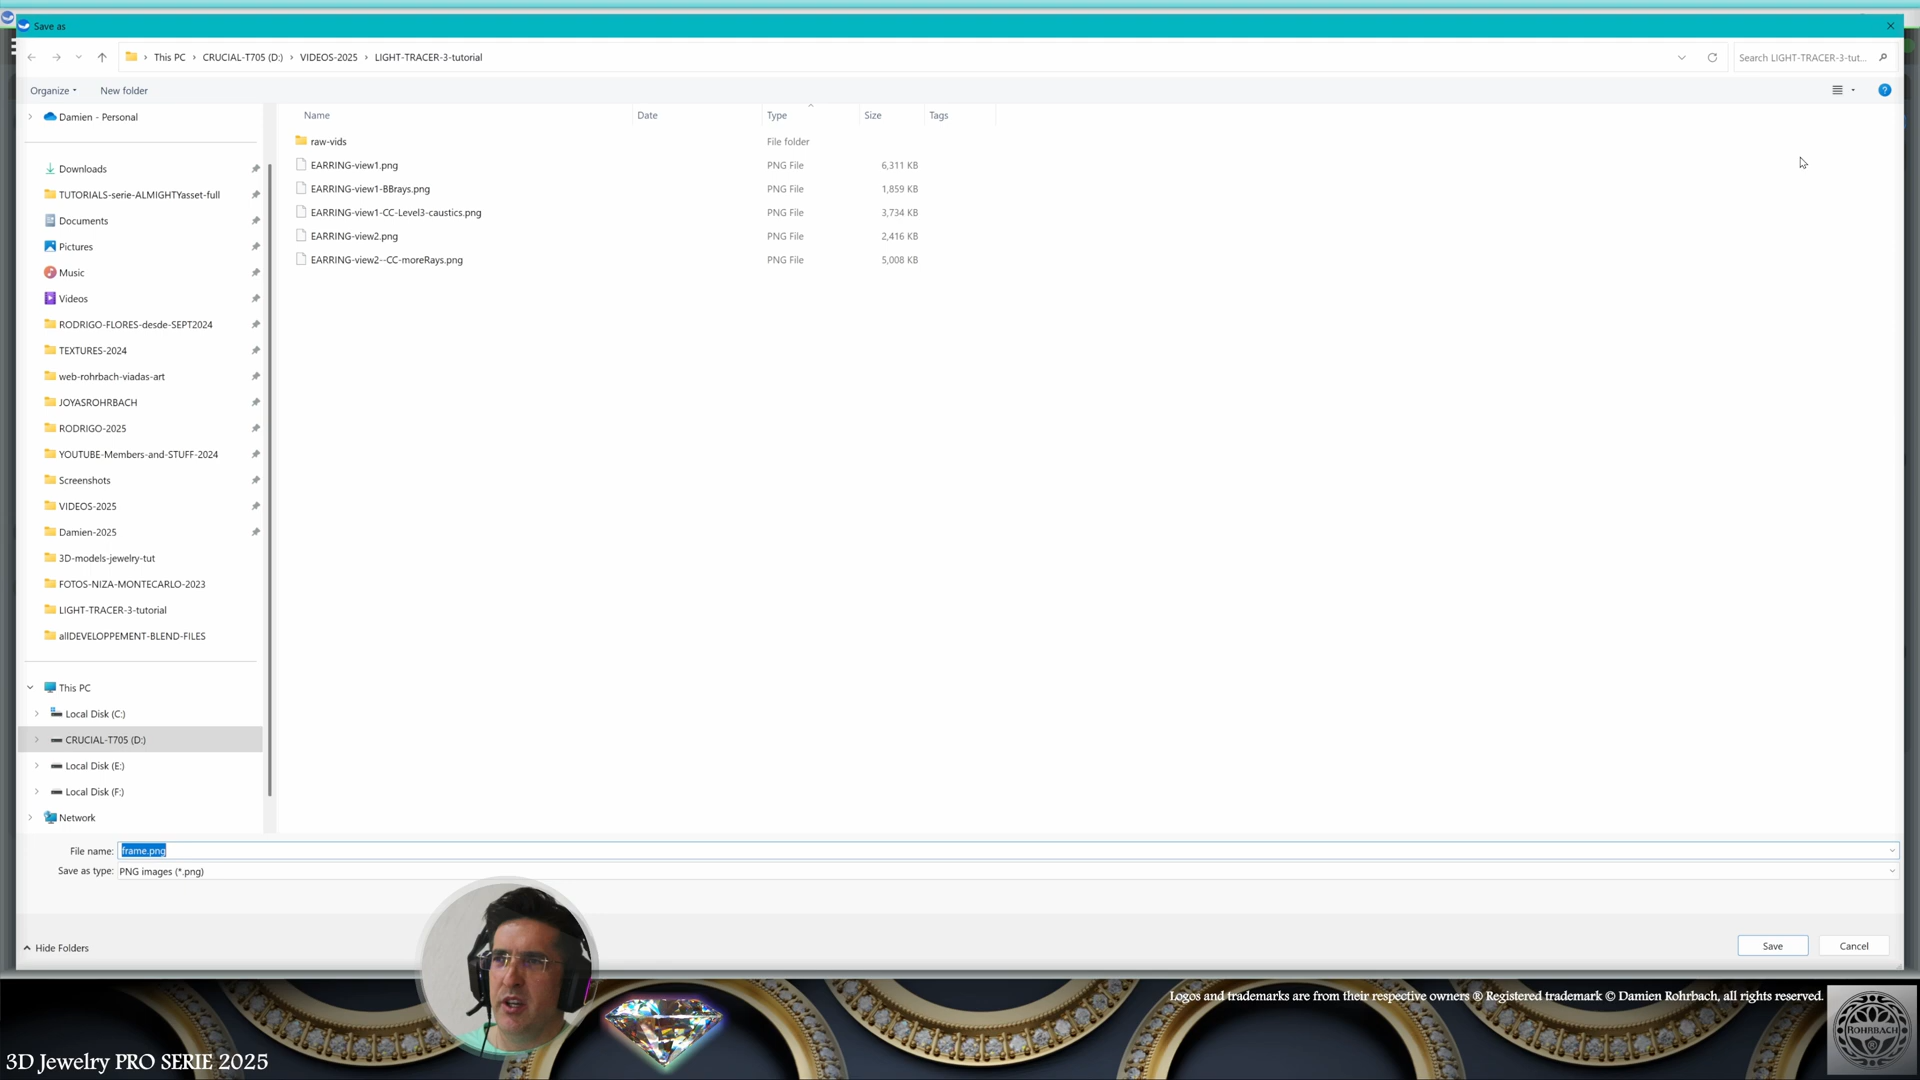 Save as
This PC > CRUCIAL-T705 (D:) > VIDEOS-2025 > LIGHT-TRACER-3-tutorial
Search LIGHT-TRACER-3-tut...
Organize
New folder
Damien - Personal
Downloads
TUTORIALS-serie-ALMIGHTYasset-full
Documents
Pictures
Music
Videos
RODRIGO-FLORES-desde-SEPT2024
TEXTURES-2024
web-rohrbach-viadas-art
JOYASROHRBACH
RODRIGO-2025
YOUTUBE-Members-and-STUFF-2024
Screenshots
VIDEOS-2025
Damien-2025
3D-models-jewelry-tut
FOTOS-NIZA-MONTECARLO-2023
LIGHT-TRACER-3-tutorial
allDEVELOPPEMENT-BLEND-FILES
This PC
Local Disk (C:)
CRUCIAL-T705 (D:)
Local Disk (E:)
Local Disk (F:)
Network
Name Date Type Size Tags
raw-vids File folder
EARRING-view1.png PNG File 6,311 KB
EARRING-view1-BBrays.png PNG File 1,859 KB
EARRING-view1-CC-Level3-caustics.png PNG File 3,734 KB
EARRING-view2.png PNG File 2,416 KB
EARRING-view2--CC-moreRays.png PNG File 5,008 KB
File name: frame.png
Save as type: PNG images (*.png)
Hide Folders
Save
Cancel
Logos and trademarks are from their respective owners ® Registered trademark © Damien Rohrbach, all rights reserved.
ROHRBACH
3D Jewelry PRO SERIE 2025